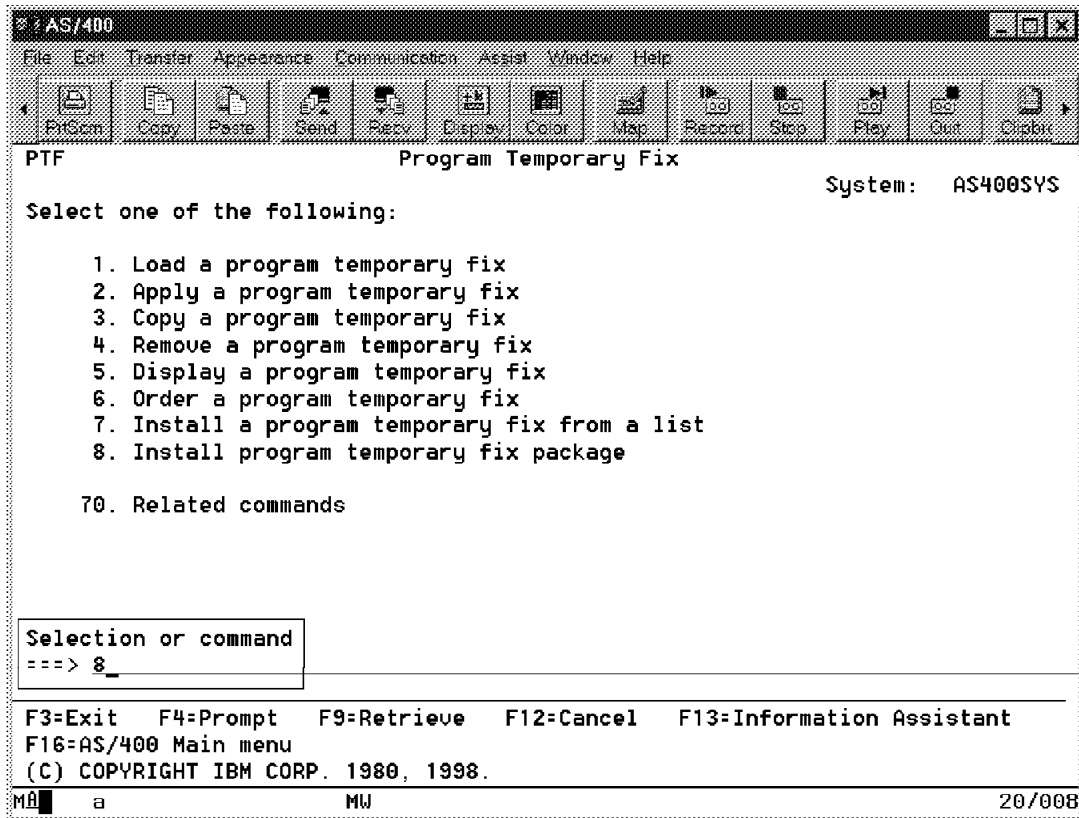 AS/400
File Edit Transfer Appearance Communication Assist Window Help
PrtScrn Copy Paste Send Recv Display Color Map Record Stop Play Quit Clipbrd
PTF Program Temporary Fix
System: AS400SYS
Select one of the following:
1. Load a program temporary fix
2. Apply a program temporary fix
3. Copy a program temporary fix
4. Remove a program temporary fix
5. Display a program temporary fix
6. Order a program temporary fix
7. Install a program temporary fix from a list
8. Install program temporary fix package
70. Related commands
Selection or command
===> 8_
F3=Exit F4=Prompt F9=Retrieve F12=Cancel F13=Information Assistant
F16=AS/400 Main menu
(C) COPYRIGHT IBM CORP. 1980, 1998.
MA a MW 20/008